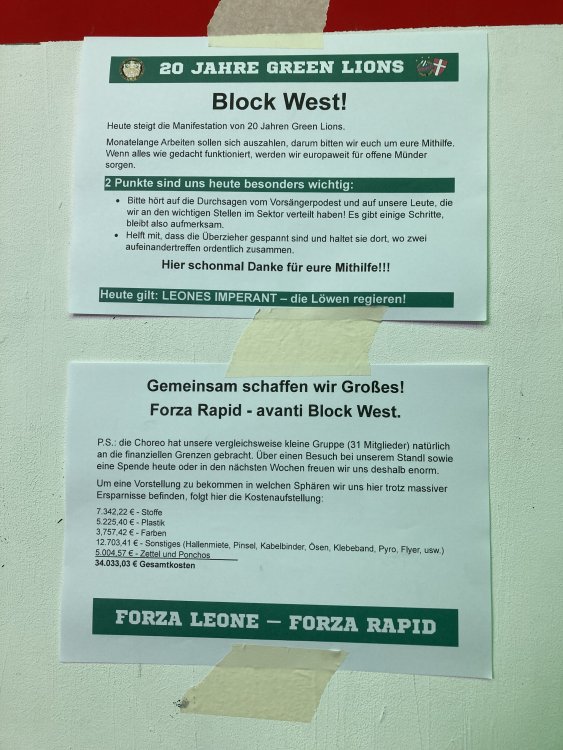 20 JAHRE GREEN LIONS
Block West!
Heute steigt die Manifestation von 20 Jahren Green Lions.
Monatelange Arbeiten sollen sich auszahlen, darum bitten wir euch um eure Mithilfe.
Wenn alles wie gedacht funktioniert, werden wir europaweit für offene Münder
sorgen.
2 Punkte sind uns heute besonders wichtig:
• Bitte hört auf die Durchsagen vom Vorsängerpodest und auf unsere Leute, die
wir an den wichtigen Stellen im Sektor verteilt haben! Es gibt einige Schritte,
bleibt also aufmerksam.
• Helft mit, dass die Überzieher gespannt sind und haltet sie dort, wo zwei
aufeinandertreffen ordentlich zusammen.
Hier schonmal Danke für eure Mithilfe!!!
Heute gilt: LEONES IMPERANT – die Löwen regieren!
Gemeinsam schaffen wir Großes!
Forza Rapid - avanti Block West.
P.S.: die Choreo hat unsere vergleichsweise kleine Gruppe (31 Mitglieder) natürlich
an die finanziellen Grenzen gebracht. Über einen Besuch bei unserem Standl sowie
eine Spende heute oder in den nächsten Wochen freuen wir uns deshalb enorm.
Um eine Vorstellung zu bekommen in welchen Sphären wir uns hier trotz massiver
Ersparnisse befinden, folgt hier die Kostenaufstellung:
7.342,22 € - Stoffe
5.225,40 € - Plastik
3.757,42 € - Farben
12.703,41 € - Sonstiges (Hallenmiete, Pinsel, Kabelbinder, Ösen, Klebeband, Pyro, Flyer, usw.)
5.004,57 € - Zettel und Ponchos
34.033,03 € Gesamtkosten
FORZA LEONE – FORZA RAPID